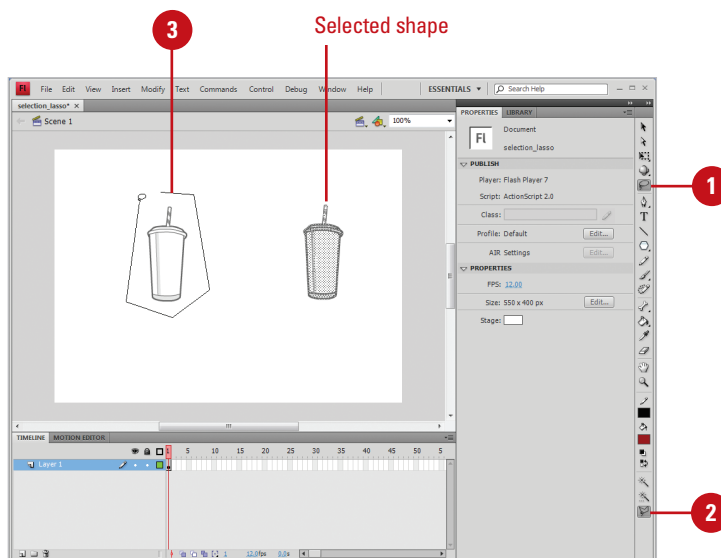 3
Selected shape
FL File Edit View Insert Modify Text Commands Control Debug Window Help ESSENTIALS Search Help
selection_lasso* ×
Scene 1 100%
PROPERTIES LIBRARY
Fl Document
selection_lasso
PUBLISH
Player: Flash Player 7
Script: ActionScript 2.0
Class:
Profile: Default Edit...
AIR Settings Edit...
PROPERTIES
FPS: 12.00
Size: 550 x 400 px Edit...
Stage:
1
T
TIMELINE MOTION EDITOR
1 5 10 15 20 25 30 35 40 45 50 5
Layer 1
2
1 12.0fps 0.0s